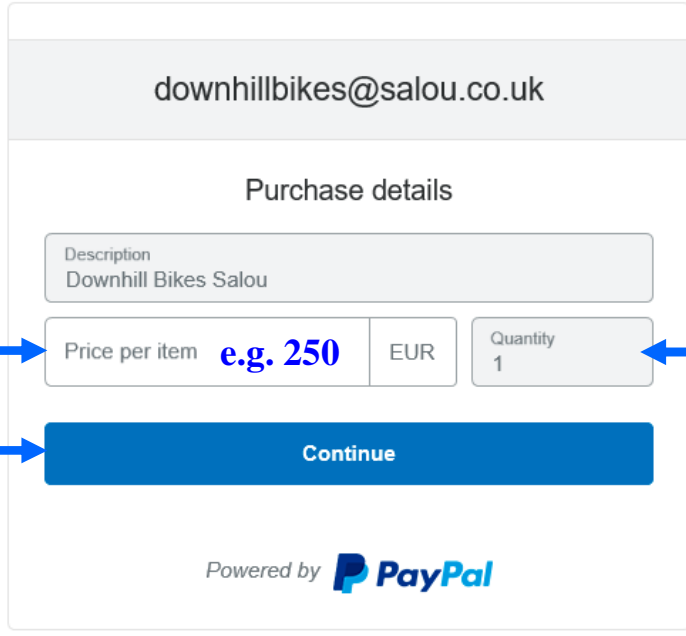 downhillbikes@salou.co.uk
Purchase details
Description
Downhill Bikes Salou
Price per item e.g. 250 EUR
Quantity
1
Continue
Powered by PayPal